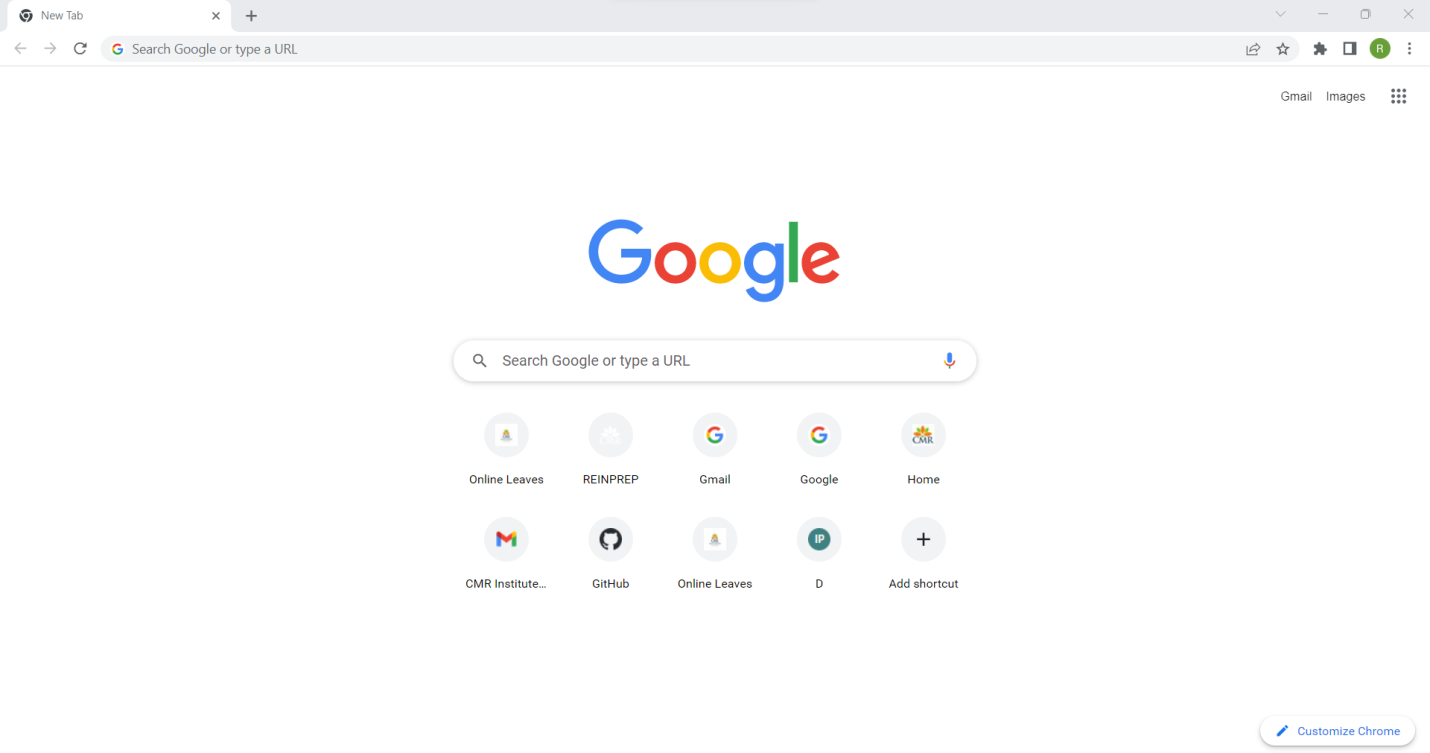 New Tab
Search Google or type a URL
R
Gmail Images
Google
Search Google or type a URL
CMR
Online Leaves REINPREP Gmail Google Home
IP
CMR Institute... GitHub Online Leaves D Add shortcut
Customize Chrome